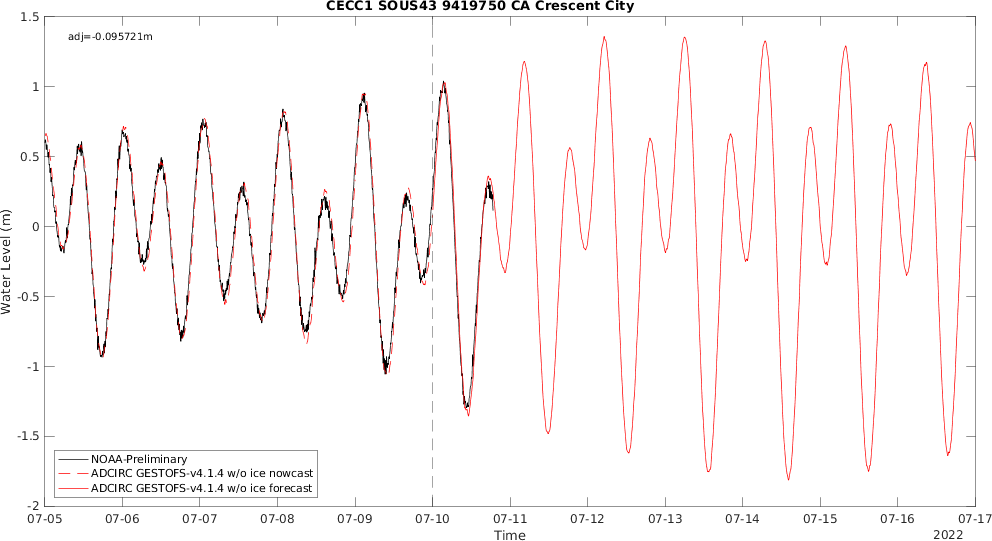 CECC1 SOUS43 9419750 CA Crescent City
adj=-0.095721m
Water Level (m)
1.5
1
0.5
0
-0.5
-1
-1.5
-2
NOAA-Preliminary
ADCIRC GESTOFS-v4.1.4 w/o ice nowcast
ADCIRC GESTOFS-v4.1.4 w/o ice forecast
07-05 07-06 07-07 07-08 07-09 07-10 07-11 07-12 07-13 07-14 07-15 07-16 07-17
Time
2022